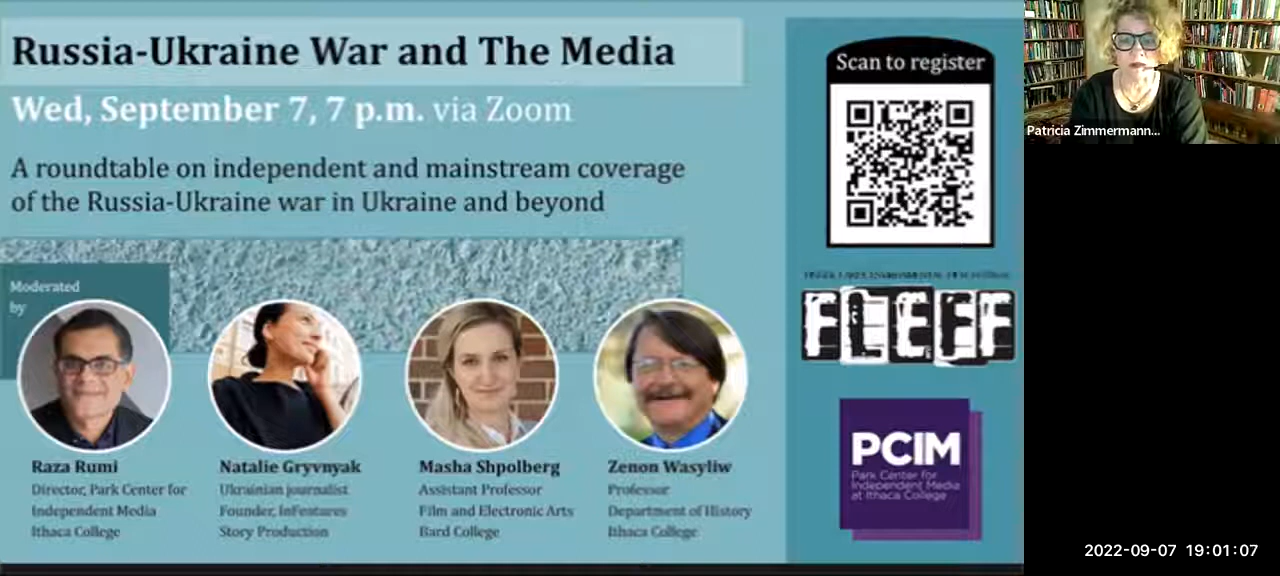 Russia-Ukraine War and The Media
Wed, September 7, 7 p.m. via Zoom
A roundtable on independent and mainstream coverage
of the Russia-Ukraine war in Ukraine and beyond
Moderated
by
Raza Rumi
Director, Park Center for
Independent Media
Ithaca College
Natalie Gryvnyak
Ukrainian journalist
Founder, InFeatures
Story Production
Masha Shpolberg
Assistant Professor
Film and Electronic Arts
Bard College
Zenon Wasyliw
Professor
Department of History
Ithaca College
Scan to register
FLEFF
PCIM
Park Center for
Independent Media
at Ithaca College
Patricia Zimmermann...
2022-09-07 19:01:07